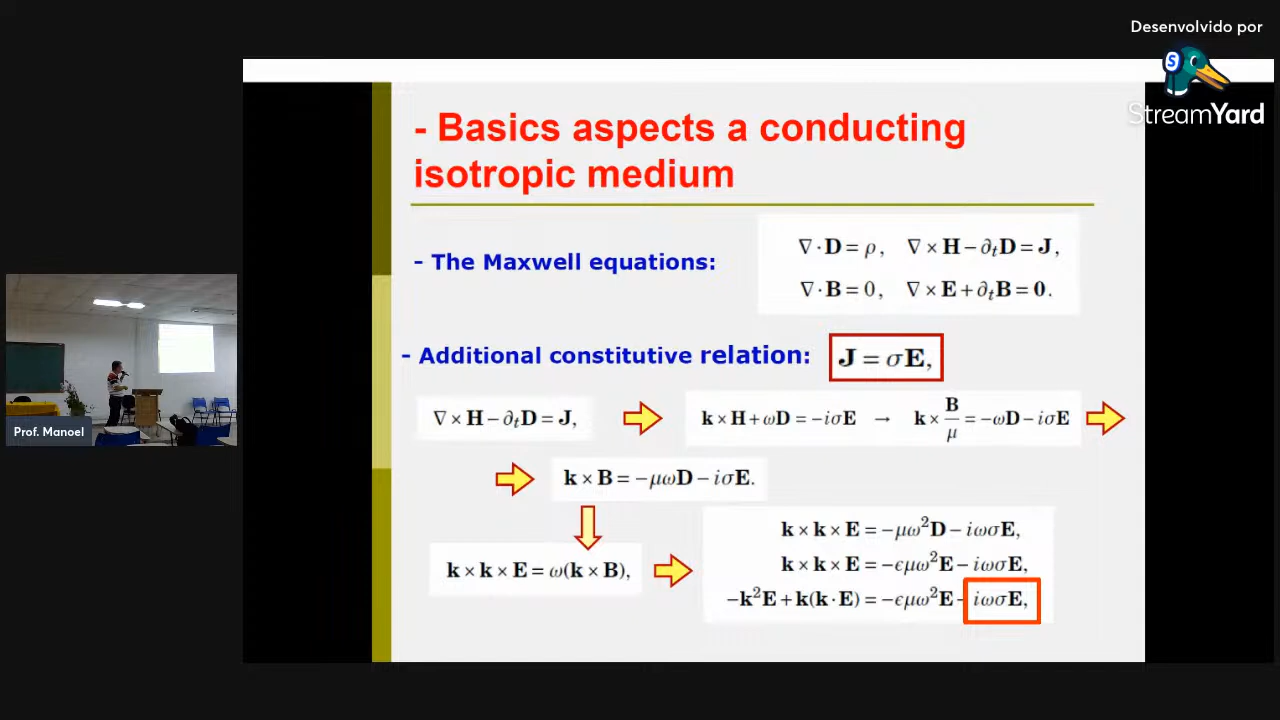 Desenvolvido por
StreamYard
- Basics aspects a conducting
isotropic medium
- The Maxwell equations:
∇·D = ρ, ∇×H−∂ₜD = J,
∇·B = 0, ∇×E+∂ₜB = 0.
- Additional constitutive relation:
J = σE,
∇×H−∂ₜD = J,
k×H+ωD = −iσE → k×B/μ = −ωD−iσE
k×B = −μωD−iσE.
k×k×E = ω(k×B),
k×k×E = −μω²D−iωσE,
k×k×E = −ϵμω²E−iωσE,
−k²E+k(k·E) = −ϵμω²E−iωσE,
Prof. Manoel